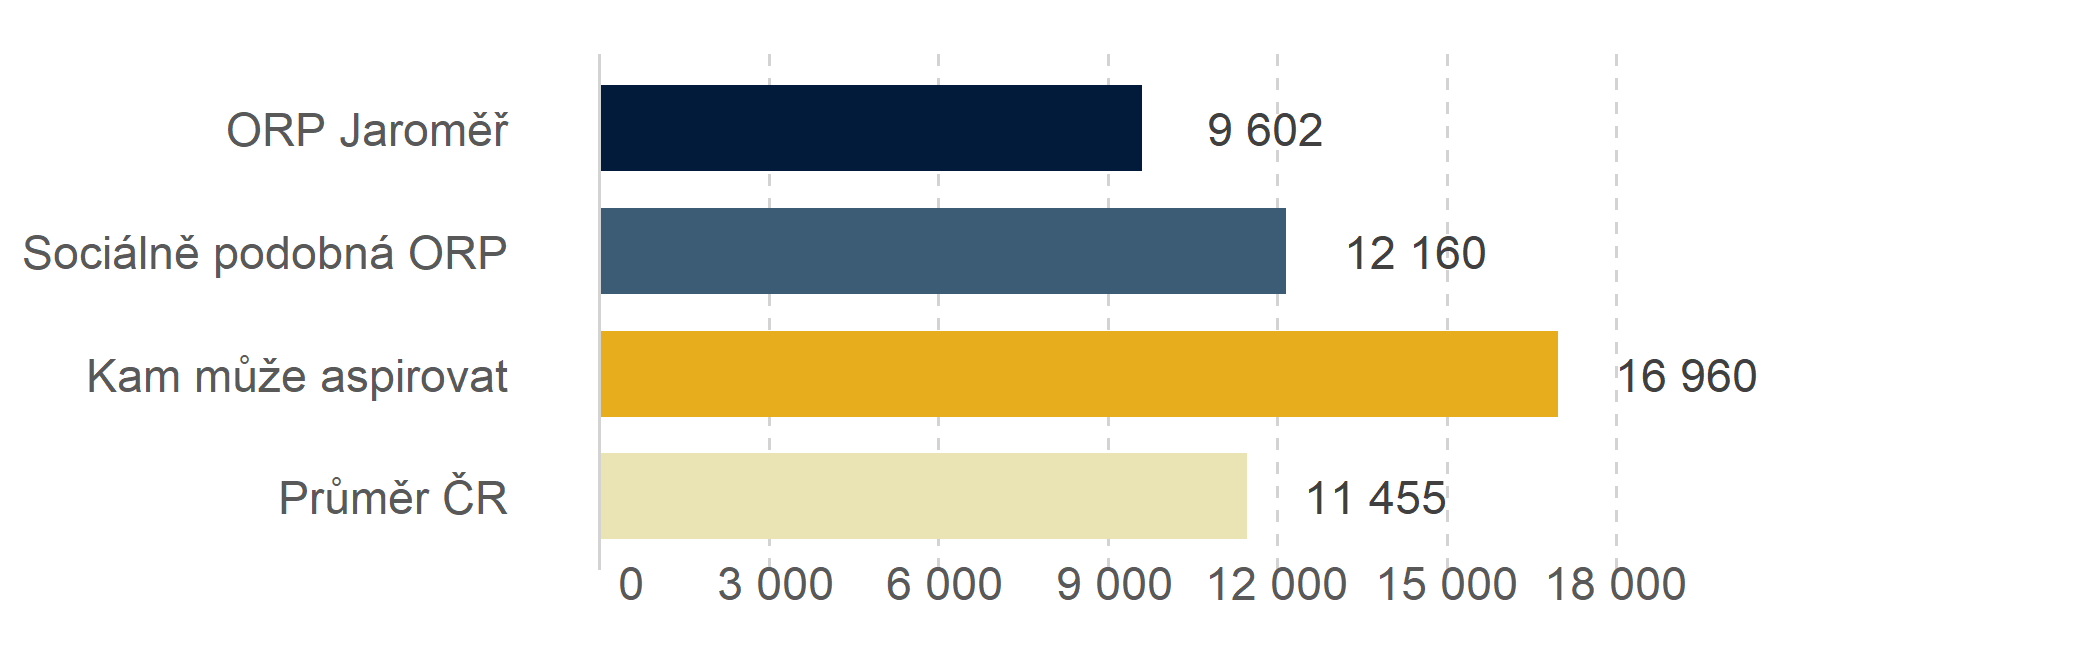 ORP Jaroměř 9 602
Sociálně podobná ORP 12 160
Kam může aspirovat 16 960
Průměr ČR 11 455
0 3 000 6 000 9 000 12 000 15 000 18 000